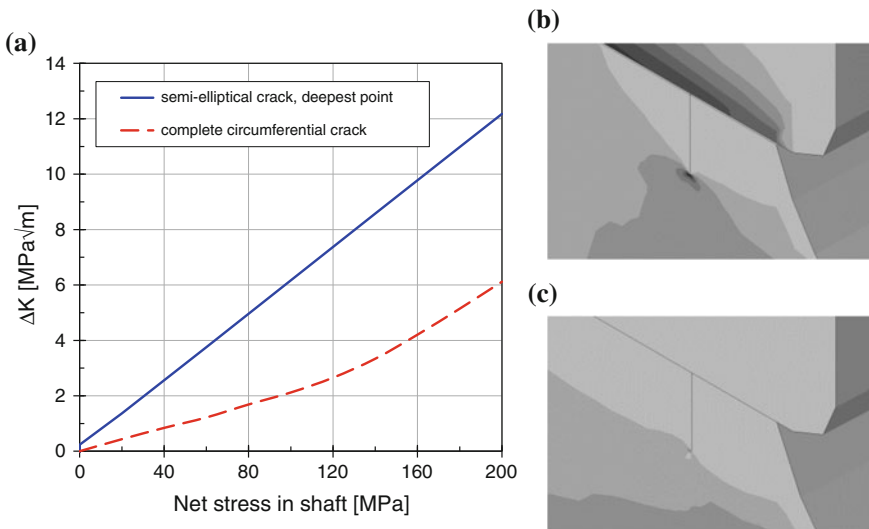 (a)
14
12
10
8
6
4
2
0
ΔK [MPa√m]
semi-elliptical crack, deepest point
complete circumferential crack
0 40 80 120 160 200
Net stress in shaft [MPa]
(b)
(c)